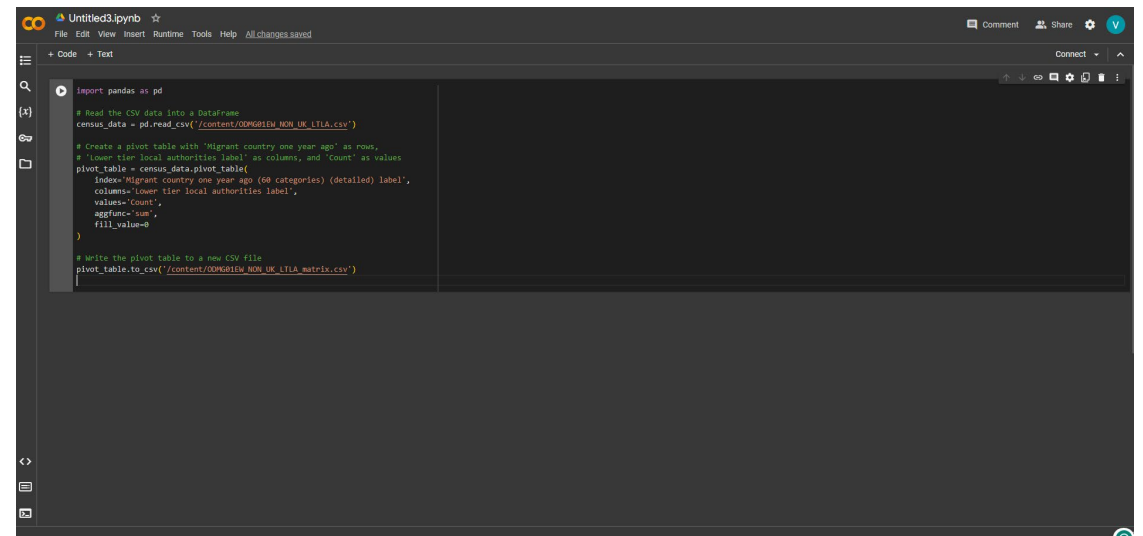 Untitled3.ipynb
Comment Share V
File Edit View Insert Runtime Tools Help All changes saved
+ Code + Text
Connect
{x}
import pandas as pd
# Read the CSV data into a DataFrame
census_data = pd.read_csv('/content/ODMG01EW_NON_UK_LTLA.csv')
# Create a pivot table with 'Migrant country one year ago' as rows,
# 'Lower tier local authorities label' as columns, and 'Count' as values
pivot_table = census_data.pivot_table(
index='Migrant country one year ago (60 categories) (detailed) label',
columns='Lower tier local authorities label',
values='Count',
aggfunc='sum',
fill_value=0
)
# Write the pivot table to a new CSV file
pivot_table.to_csv('/content/ODMG01EW_NON_UK_LTLA_matrix.csv')